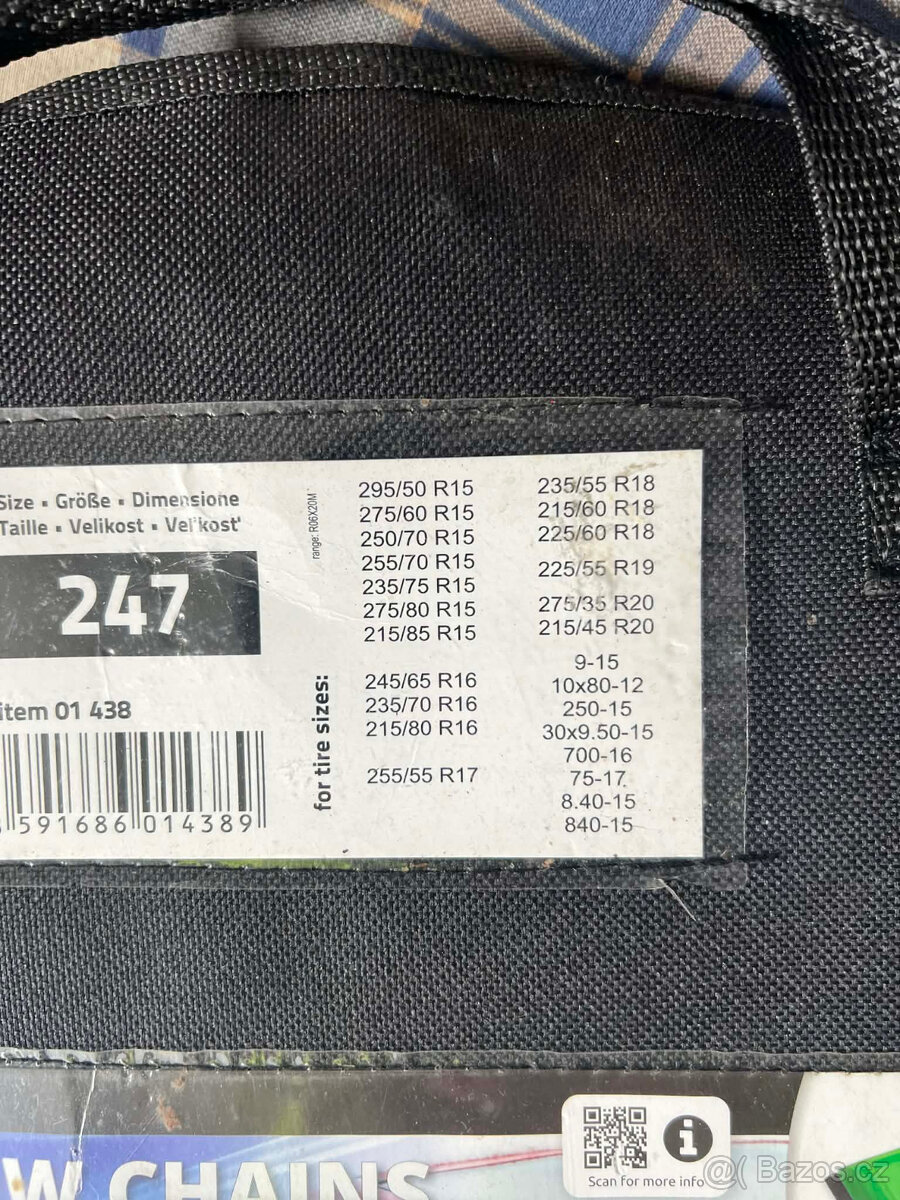 Size ▪ Größe ▪ Dimensione
Taille ▪ Velikost ▪ Veľkosť
247
item 01 438
591686 014389
range: R06X20M
for tire sizes:
295/50 R15
275/60 R15
250/70 R15
255/70 R15
235/75 R15
275/80 R15
215/85 R15
245/65 R16
235/70 R16
215/80 R16
255/55 R17
235/55 R18
215/60 R18
225/60 R18
225/55 R19
275/35 R20
215/45 R20
9-15
10x80-12
250-15
30x9.50-15
700-16
75-17
8.40-15
840-15
W CHAINS
i
Scan for more info
Bazos.cz